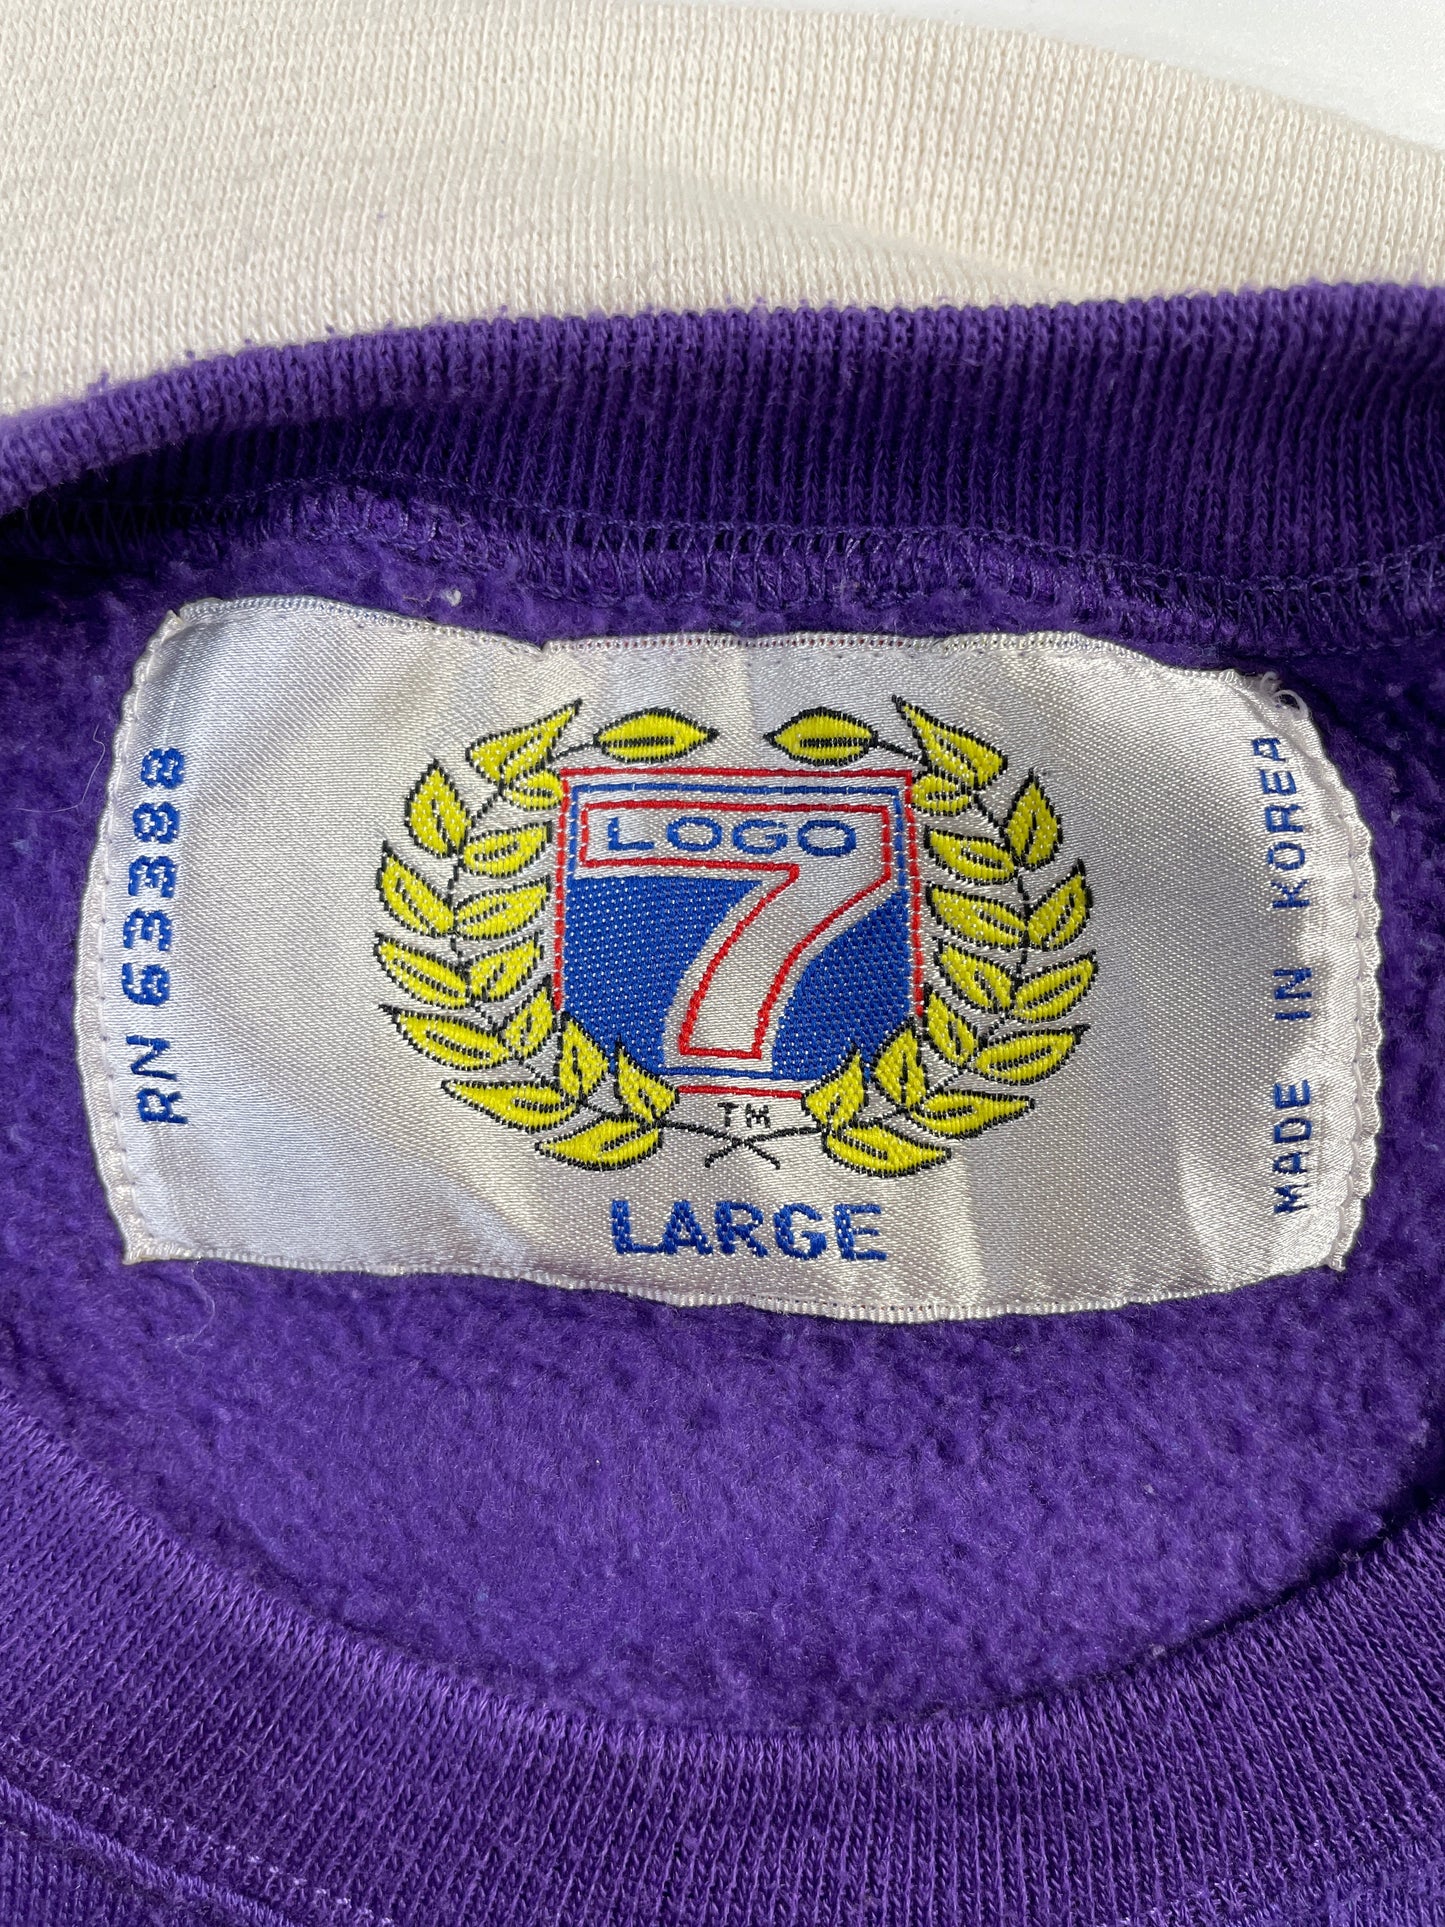 RN 63388
LOGO
7
TM
LARGE
MADE IN KOREA